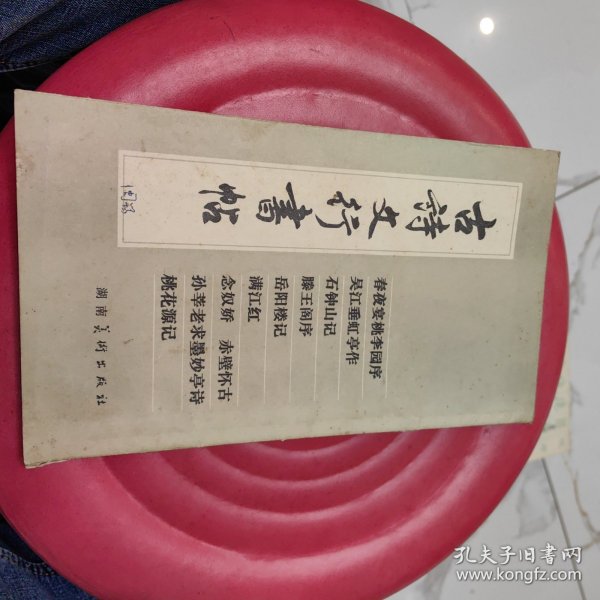 古詩文行書帖
春夜宴桃李园序
吴江垂虹亭作
石钟山记
滕王阁序
岳阳楼记
满江红
念奴娇 赤壁怀古
孙莘老求墨妙亭诗
桃花源记
湖南美术出版社
孔夫子旧书网
www.kongfz.com